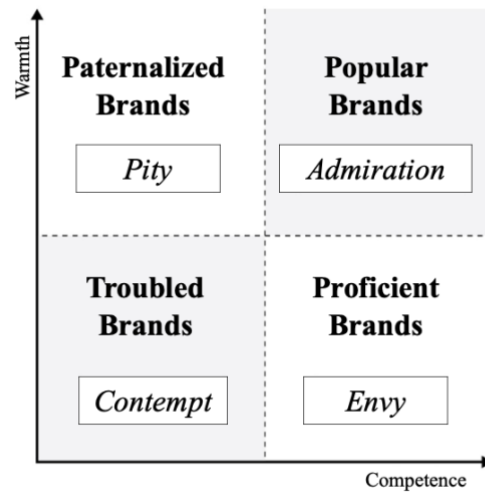 Warmth
Paternalized
Brands
Pity
Popular
Brands
Admiration
Troubled
Brands
Contempt
Proficient
Brands
Envy
Competence